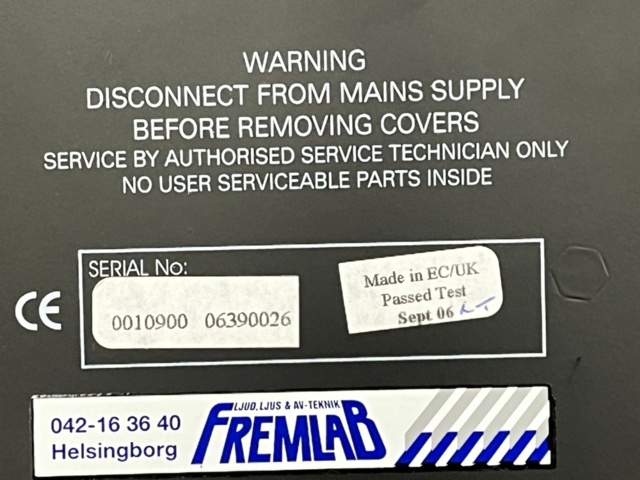 WARNING
DISCONNECT FROM MAINS SUPPLY
BEFORE REMOVING COVERS
SERVICE BY AUTHORISED SERVICE TECHNICIAN ONLY
NO USER SERVICEABLE PARTS INSIDE
SERIAL No:
0010900 06390026
Made in EC/UK
Passed Test
Sept 06 LT
CE
042-16 36 40
Helsingborg
LJUD, LJUS & AV-TEKNIK
FREMLAB